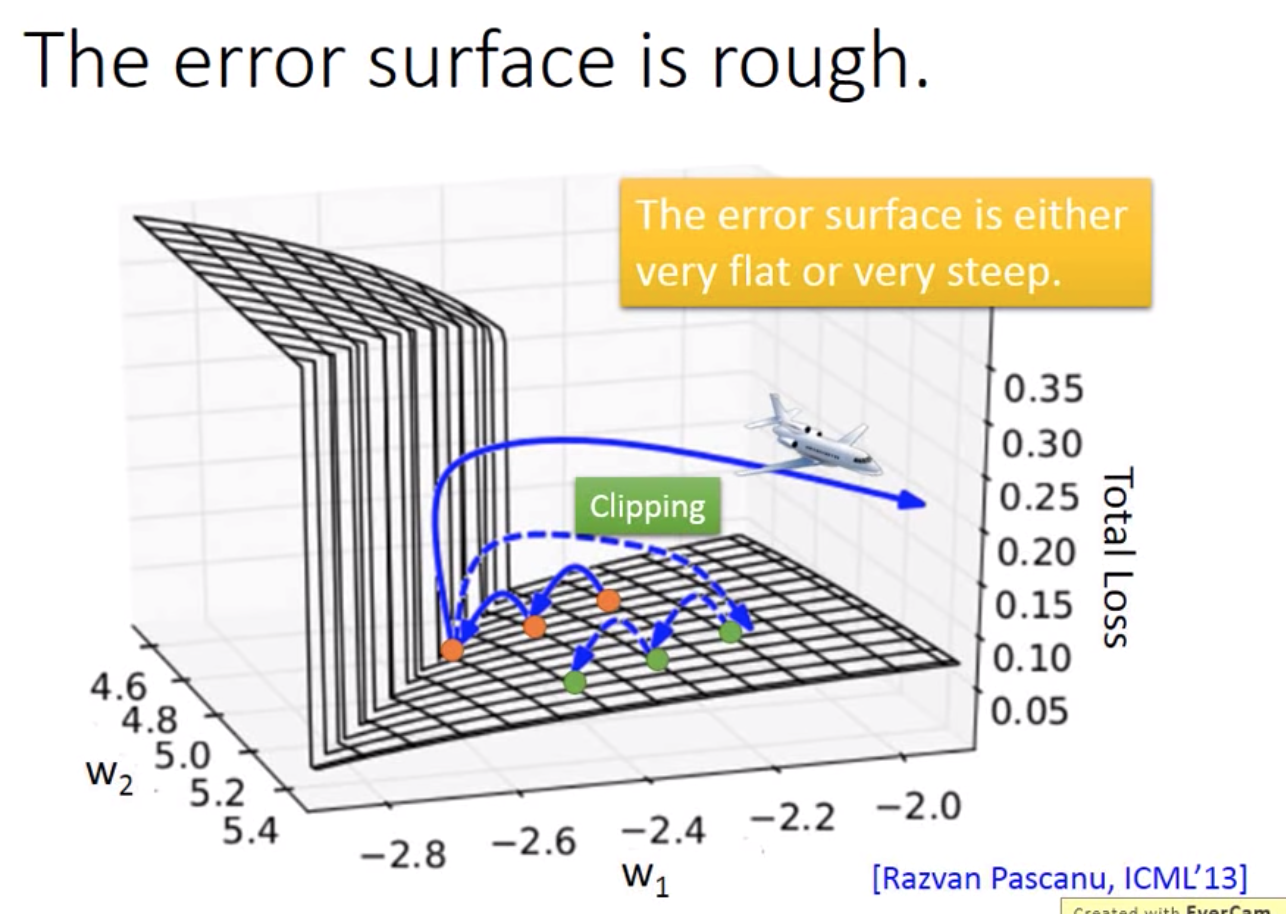 The error surface is rough.
The error surface is either
very flat or very steep.
Clipping
0.35
0.30
0.25
0.20
0.15
0.10
0.05
Total Loss
4.6
4.8
5.0
5.2
5.4
w₂
−2.8
−2.6
−2.4
−2.2
−2.0
w₁
[Razvan Pascanu, ICML’13]
Created with EverCam